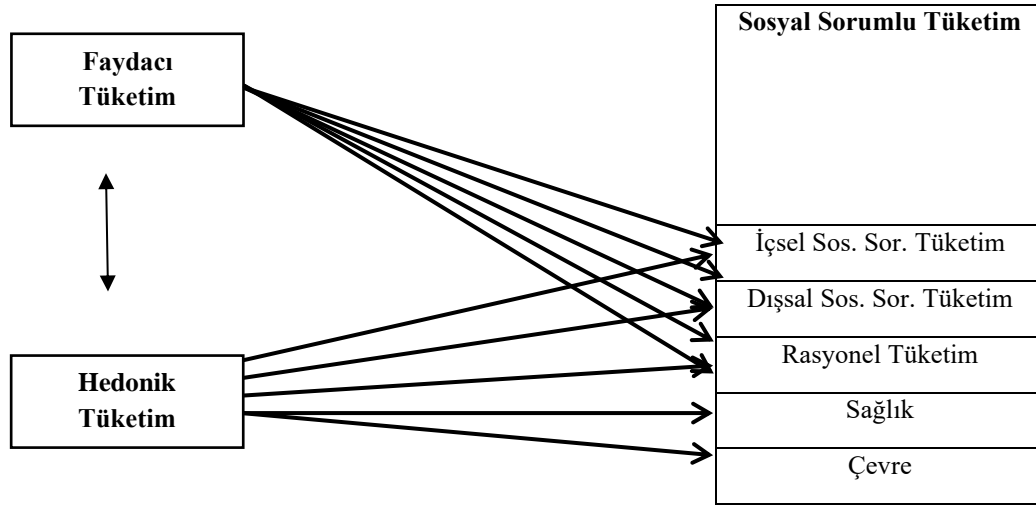 Faydacı
Tüketim
Hedonik
Tüketim
Sosyal Sorumlu Tüketim
İçsel Sos. Sor. Tüketim
Dışsal Sos. Sor. Tüketim
Rasyonel Tüketim
Sağlık
Çevre